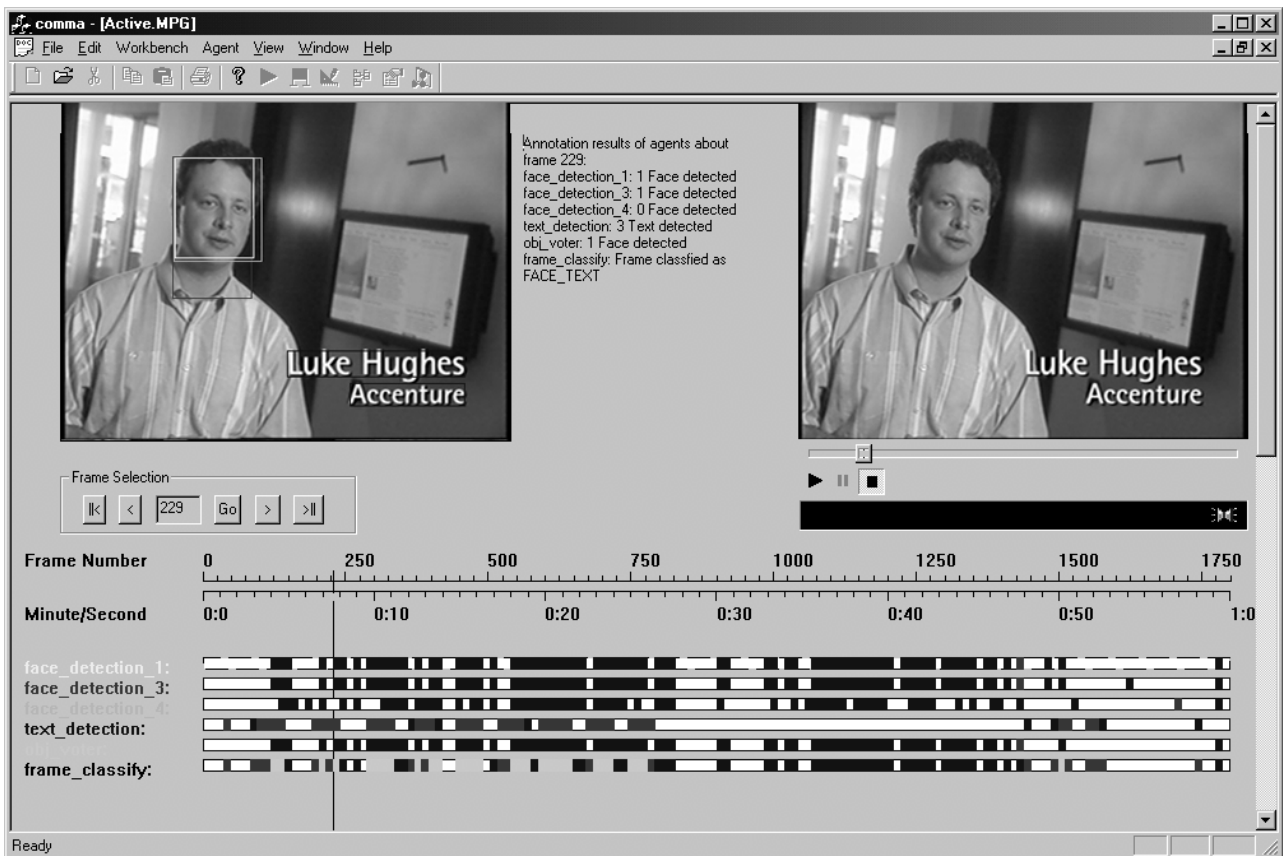 comma - [Active.MPG]
File Edit Workbench Agent View Window Help
Annotation results of agents about
frame 229:
face_detection_1: 1 Face detected
face_detection_3: 1 Face detected
face_detection_4: 0 Face detected
text_detection: 3 Text detected
obj_voter: 1 Face detected
frame_classify: Frame classfied as
FACE_TEXT
Luke Hughes
Accenture
Luke Hughes
Accenture
Frame Selection
229 Go
Frame Number 0 250 500 750 1000 1250 1500 1750
Minute/Second 0:0 0:10 0:20 0:30 0:40 0:50 1:0
face_detection_1:
face_detection_3:
face_detection_4:
text_detection:
obj_voter:
frame_classify:
Ready